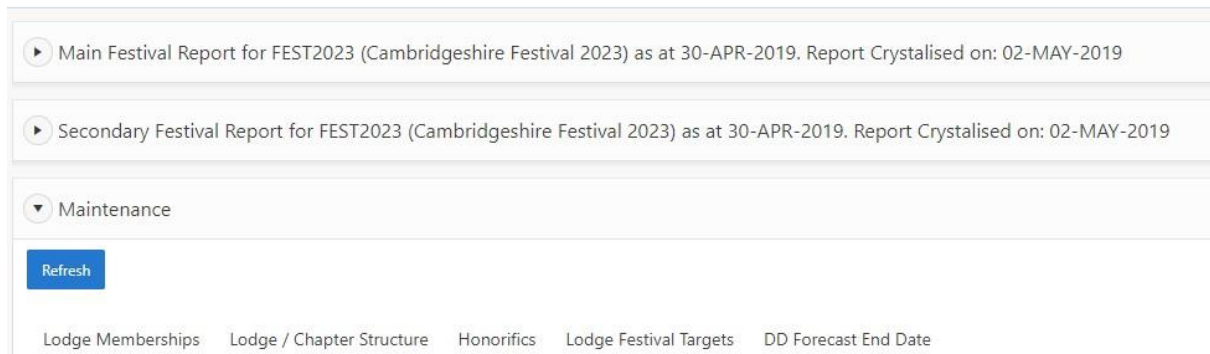 Main Festival Report for FEST2023 (Cambridgeshire Festival 2023) as at 30-APR-2019. Report Crystalised on: 02-MAY-2019
Secondary Festival Report for FEST2023 (Cambridgeshire Festival 2023) as at 30-APR-2019. Report Crystalised on: 02-MAY-2019
Maintenance
Refresh
Lodge Memberships Lodge / Chapter Structure Honorifics Lodge Festival Targets DD Forecast End Date